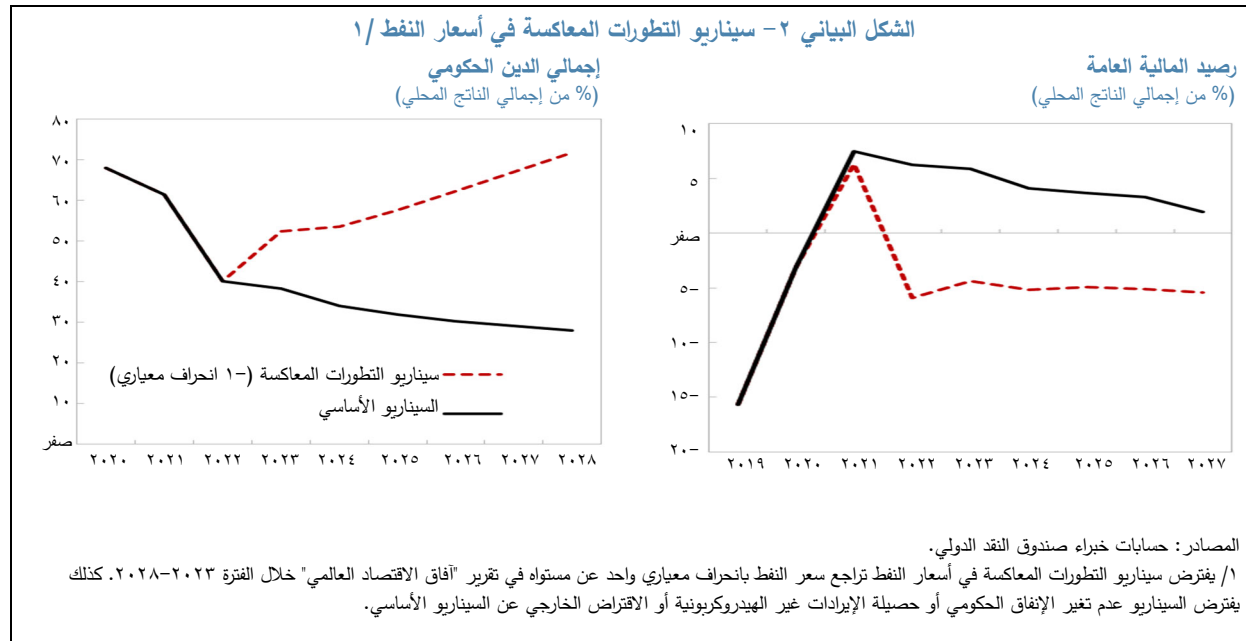 الشكل البياني ٢- سيناريو التطورات المعاكسة في أسعار النفط /١
رصيد المالية العامة
(% من إجمالي الناتج المحلي)
١٠
٥
صفر
٥-
١٠-
١٥-
٢٠-
٢٠١٩ ٢٠٢٠ ٢٠٢١ ٢٠٢٢ ٢٠٢٣ ٢٠٢٤ ٢٠٢٥ ٢٠٢٦ ٢٠٢٧
إجمالي الدين الحكومي
(% من إجمالي الناتج المحلي)
٨٠
٧٠
٦٠
٥٠
٤٠
٣٠
٢٠
١٠
صفر
سيناريو التطورات المعاكسة (-١ انحراف معياري)
السيناريو الأساسي
٢٠٢٠ ٢٠٢١ ٢٠٢٢ ٢٠٢٣ ٢٠٢٤ ٢٠٢٥ ٢٠٢٦ ٢٠٢٧ ٢٠٢٨
المصادر: حسابات خبراء صندوق النقد الدولي.
١/ يفترض سيناريو التطورات المعاكسة في أسعار النفط تراجع سعر النفط بانحراف معياري واحد عن مستواه في تقرير "آفاق الاقتصاد العالمي" خلال الفترة ٢٠٢٣-٢٠٢٨. كذلك
يفترض السيناريو عدم تغير الإنفاق الحكومي أو حصيلة الإيرادات غير الهيدروكربونية أو الاقتراض الخارجي عن السيناريو الأساسي.